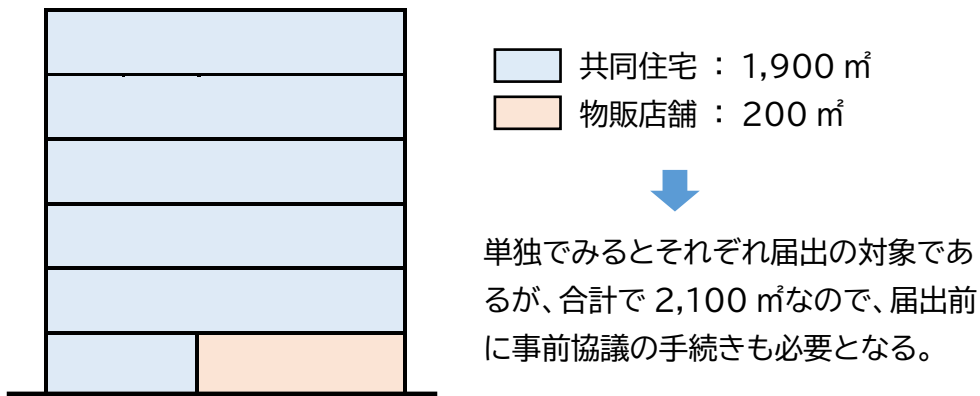 共同住宅 : 1,900 ㎡
物販店舗 : 200 ㎡
単独でみるとそれぞれ届出の対象であ
るが、合計で 2,100 ㎡なので、届出前
に事前協議の手続きも必要となる。